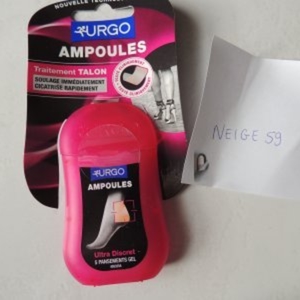 NOUVELLE TECHNOLOGIE
URGO
AMPOULES
Traitement TALON
SOULAGE IMMÉDIATEMENT
CICATRISE RAPIDEMENT
NEIGE 59
URGO
AMPOULES
Ultra Discret
5 PANSEMENTS GEL